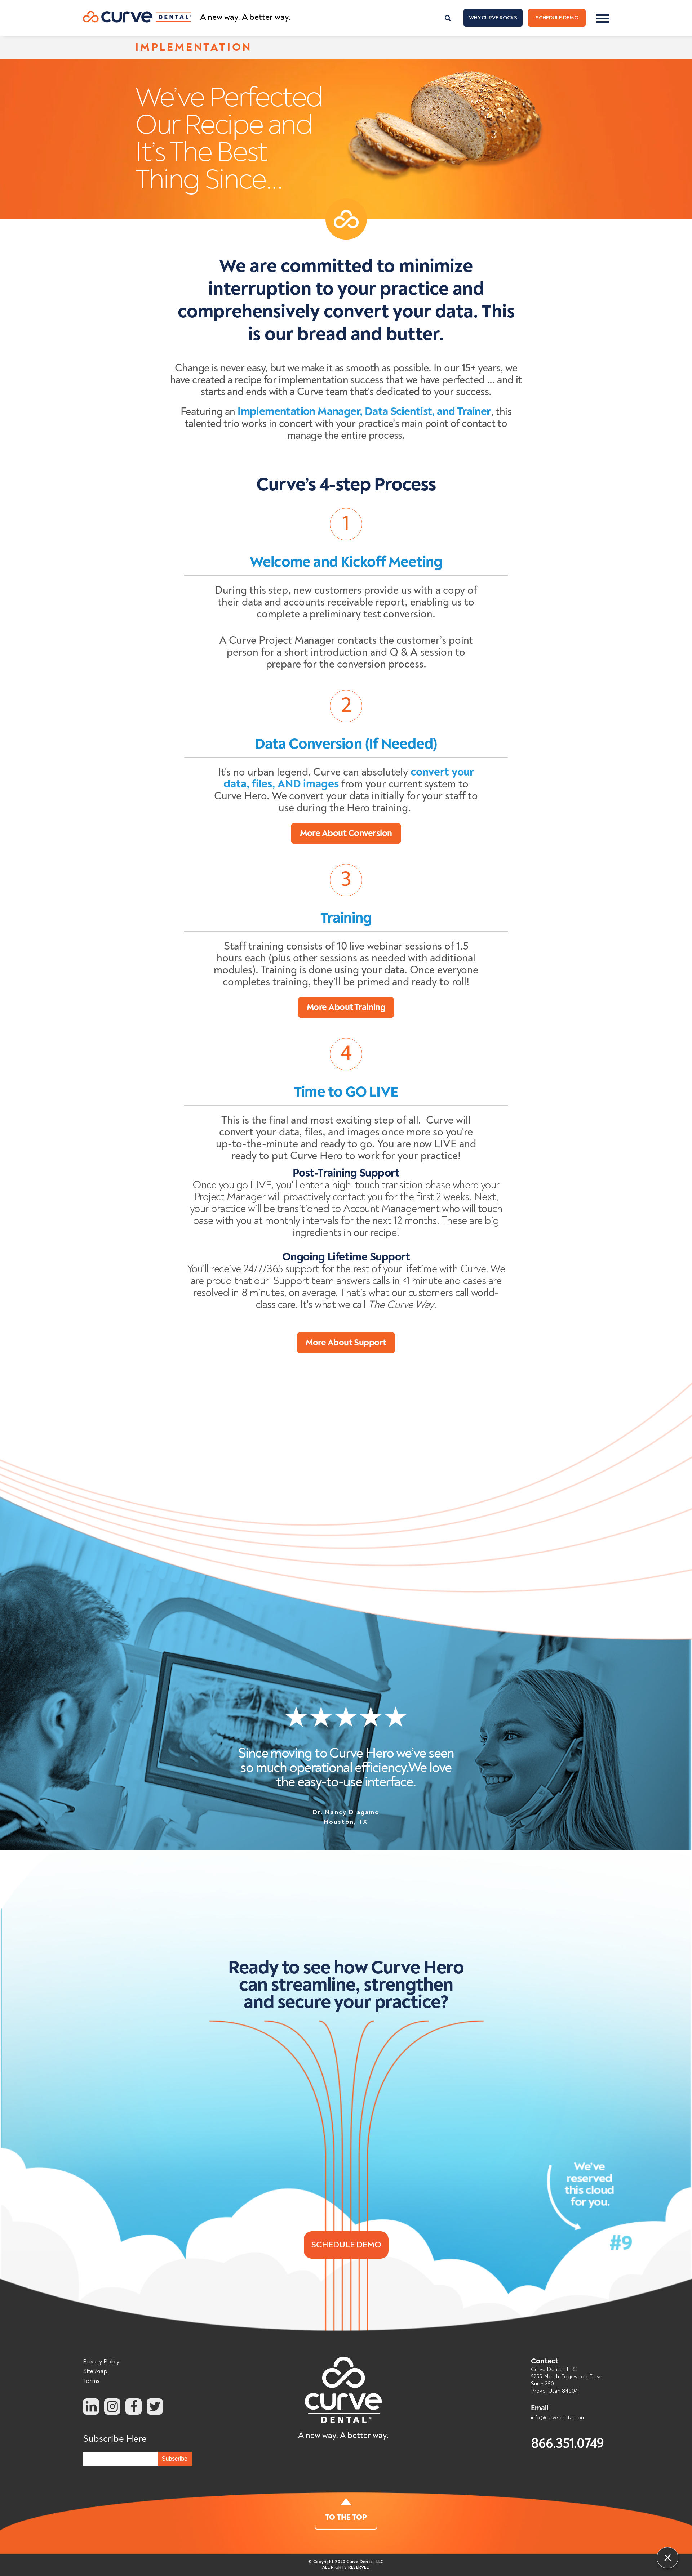 curve DENTAL®
A new way. A better way.
WHY CURVE ROCKS
SCHEDULE DEMO
IMPLEMENTATION
We've Perfected
Our Recipe and
It's The Best
Thing Since...
We are committed to minimize
interruption to your practice and
comprehensively convert your data. This
is our bread and butter.
Change is never easy, but we make it as smooth as possible. In our 15+ years, we
have created a recipe for implementation success that we have perfected ... and it
starts and ends with a Curve team that's dedicated to your success.
Featuring an Implementation Manager, Data Scientist, and Trainer, this
talented trio works in concert with your practice's main point of contact to
manage the entire process.
Curve's 4-step Process
1
Welcome and Kickoff Meeting
During this step, new customers provide us with a copy of
their data and accounts receivable report, enabling us to
complete a preliminary test conversion.
A Curve Project Manager contacts the customer's point
person for a short introduction and Q & A session to
prepare for the conversion process.
2
Data Conversion (If Needed)
It's no urban legend. Curve can absolutely convert your
data, files, AND images from your current system to
Curve Hero. We convert your data initially for your staff to
use during the Hero training.
More About Conversion
3
Training
Staff training consists of 10 live webinar sessions of 1.5
hours each (plus other sessions as needed with additional
modules). Training is done using your data. Once everyone
completes training, they'll be primed and ready to roll!
More About Training
4
Time to GO LIVE
This is the final and most exciting step of all. Curve will
convert your data, files, and images once more so you're
up-to-the-minute and ready to go. You are now LIVE and
ready to put Curve Hero to work for your practice!
Post-Training Support
Once you go LIVE, you'll enter a high-touch transition phase where your
Project Manager will proactively contact you for the first 2 weeks. Next,
your practice will be transitioned to Account Management who will touch
base with you at monthly intervals for the next 12 months. These are big
ingredients in our recipe!
Ongoing Lifetime Support
You'll receive 24/7/365 support for the rest of your lifetime with Curve. We
are proud that our Support team answers calls in <1 minute and cases are
resolved in 8 minutes, on average. That's what our customers call world-
class care. It's what we call The Curve Way.
More About Support
Since moving to Curve Hero we've seen
so much operational efficiency.We love
the easy-to-use interface.
Dr. Nancy Diagamo
Houston, TX
Ready to see how Curve Hero
can streamline, strengthen
and secure your practice?
We've
reserved
this cloud
for you.
#9
SCHEDULE DEMO
Privacy Policy
Site Map
Terms
Subscribe Here
Subscribe
curve
DENTAL®
A new way. A better way.
Contact
Curve Dental, LLC
5255 North Edgewood Drive
Suite 250
Provo, Utah 84604
Email
info@curvedental.com
866.351.0749
TO THE TOP
© Copyright 2020 Curve Dental, LLC
ALL RIGHTS RESERVED